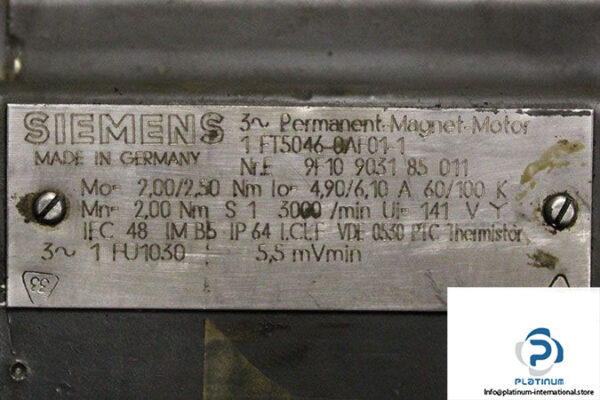 SIEMENS 3~ Permanent-Magnet-Motor
MADE IN GERMANY 1 FT5046-0AF01-1
Nr.E 9F10 9031 85 011
Mo= 2,00/2,50 Nm Io= 4,90/6,10 A 60/100 K
Mn= 2,00 Nm S 1 3000 /min Ui= 141 V Y
IEC 48 IM B5 IP 64 I.CL.F VDE 0530 PTC Thermistor
3~ 1 FU1030 5,5 mVmin
33
PLATINUM
Info@platinum-international.store